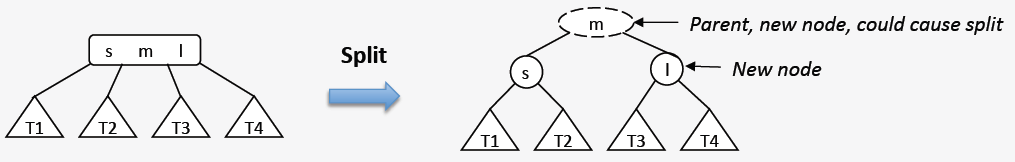 s m l
T1 T2 T3 T4
Split
m
Parent, new node, could cause split
s
l
New node
T1 T2 T3 T4